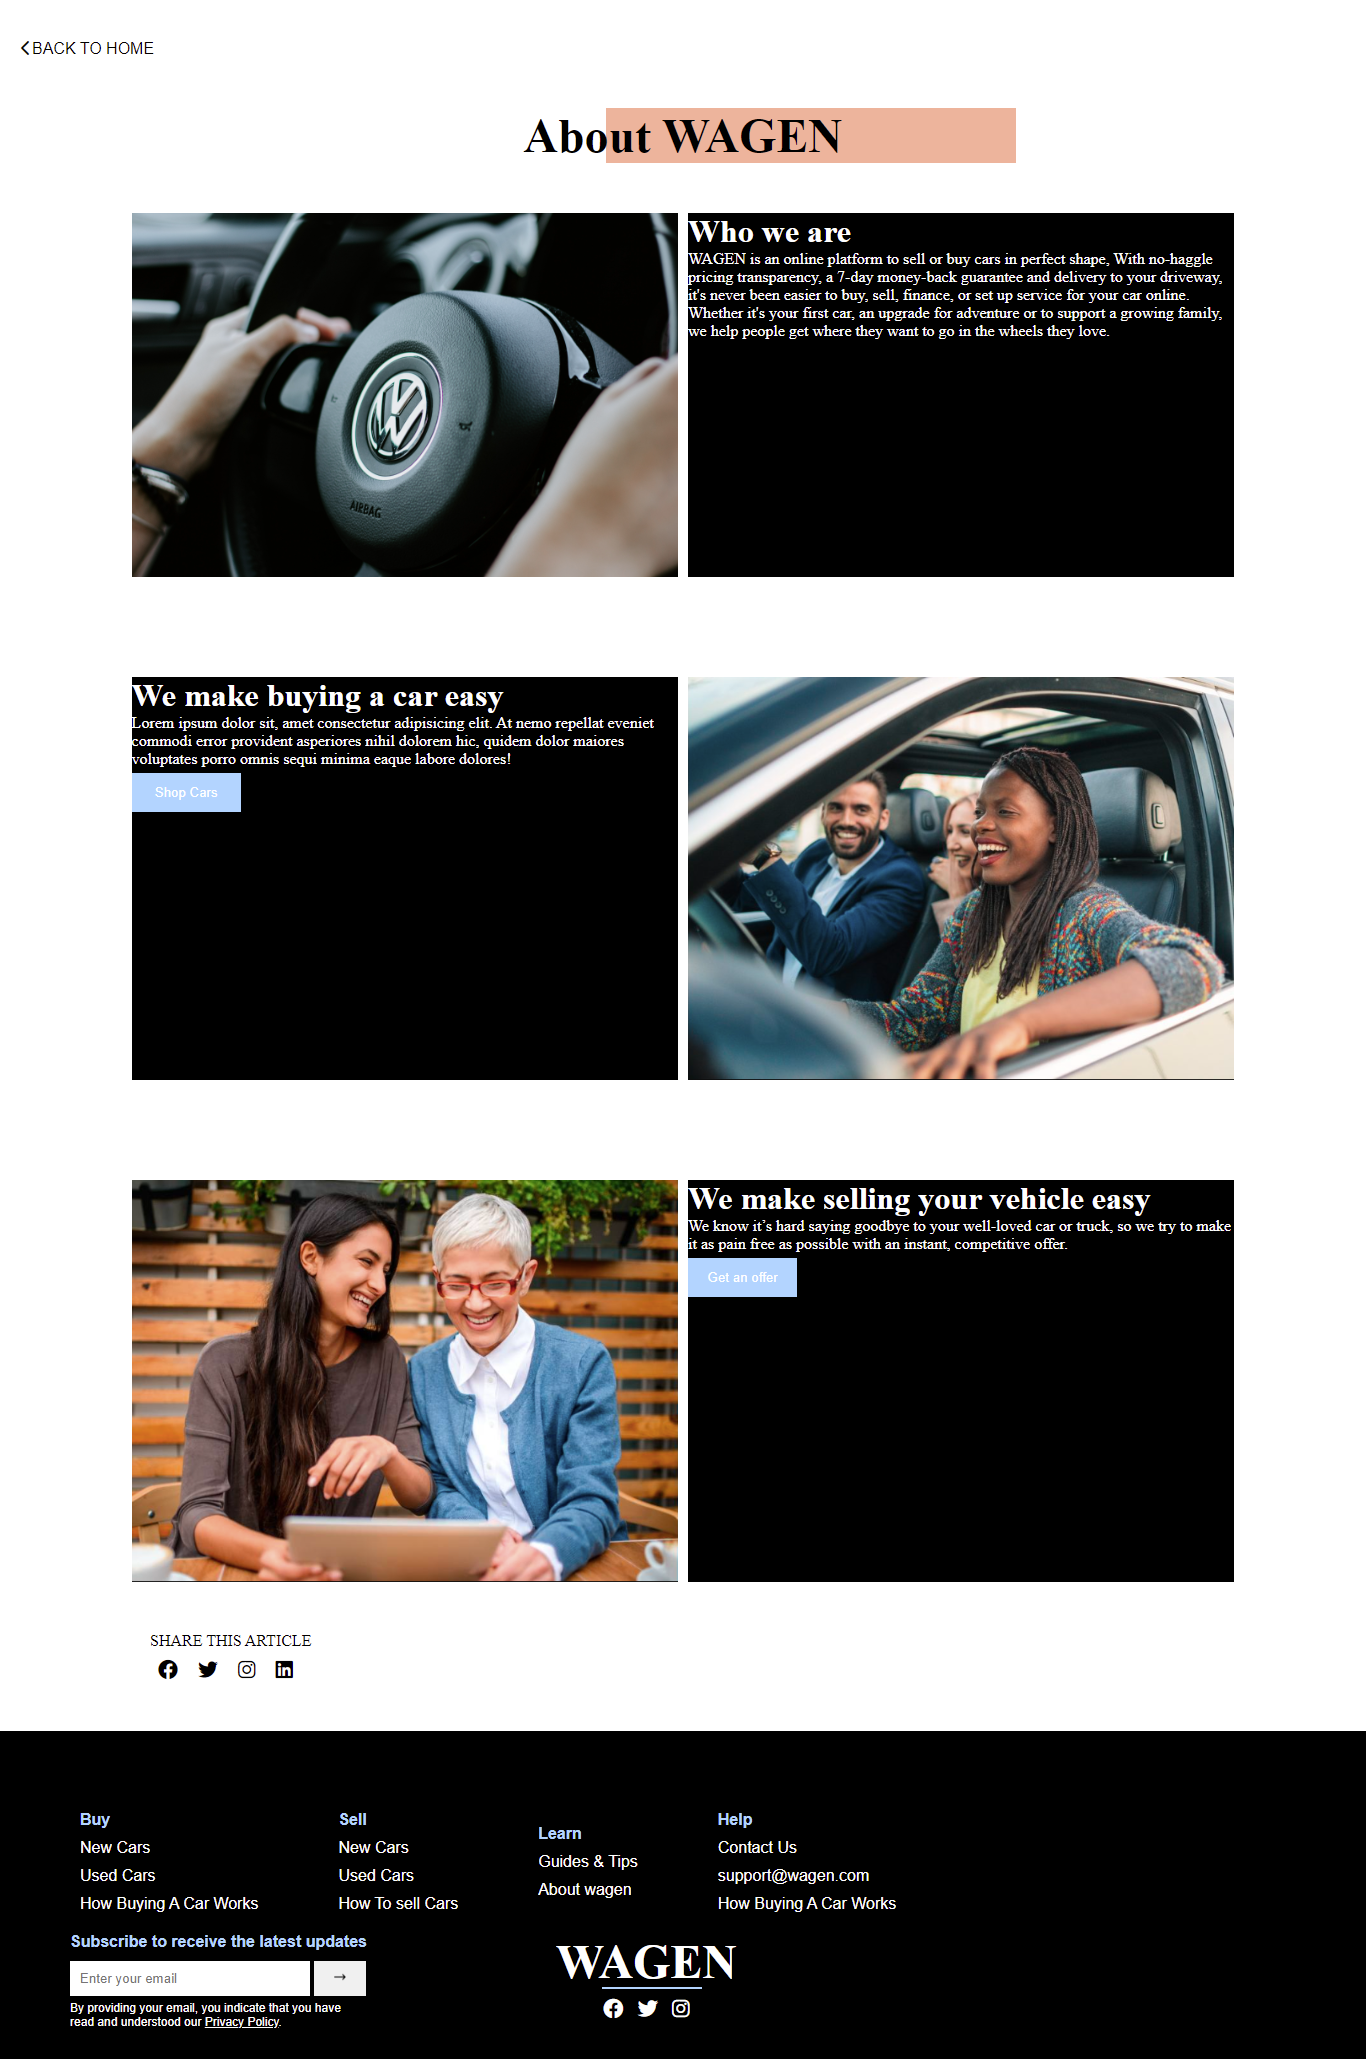 BACK TO HOME
About WAGEN
AIRBAG
Who we are
WAGEN is an online platform to sell or buy cars in perfect shape, With no-haggle
pricing transparency, a 7-day money-back guarantee and delivery to your driveway,
it's never been easier to buy, sell, finance, or set up service for your car online.
Whether it's your first car, an upgrade for adventure or to support a growing family,
we help people get where they want to go in the wheels they love.
We make buying a car easy
Lorem ipsum dolor sit, amet consectetur adipisicing elit. At nemo repellat eveniet
commodi error provident asperiores nihil dolorem hic, quidem dolor maiores
voluptates porro omnis sequi minima eaque labore dolores!
Shop Cars
We make selling your vehicle easy
We know it’s hard saying goodbye to your well-loved car or truck, so we try to make
it as pain free as possible with an instant, competitive offer.
Get an offer
SHARE THIS ARTICLE
Buy
New Cars
Used Cars
How Buying A Car Works
Sell
New Cars
Used Cars
How To sell Cars
Learn
Guides & Tips
About wagen
Help
Contact Us
support@wagen.com
How Buying A Car Works
Subscribe to receive the latest updates
Enter your email
→
By providing your email, you indicate that you have
read and understood our Privacy Policy.
WAGEN